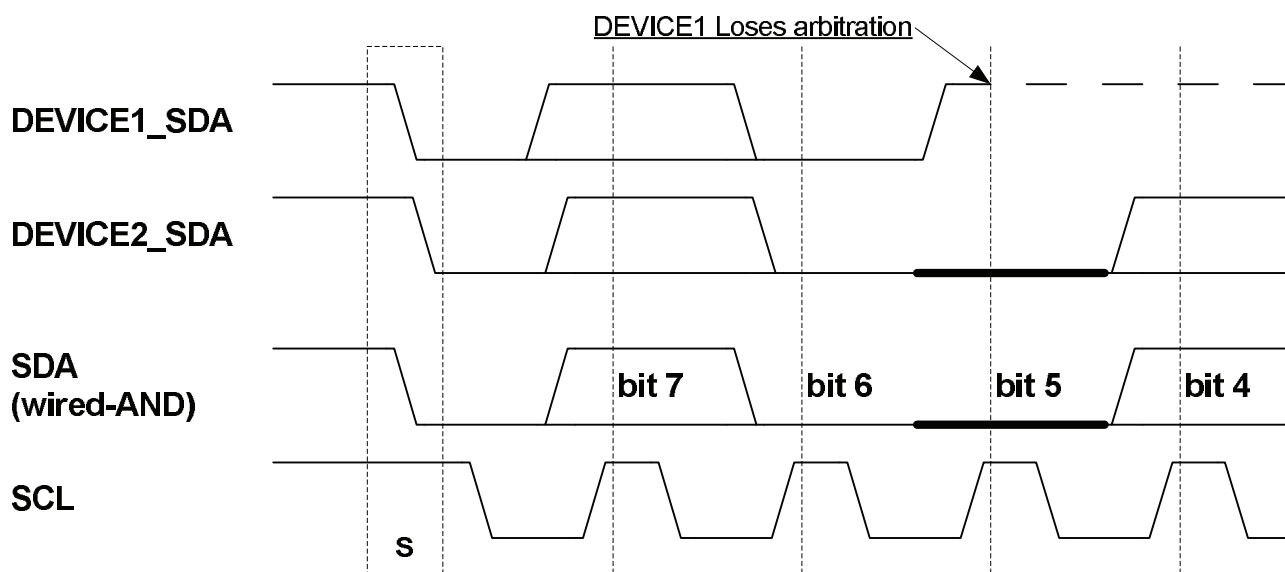 DEVICE1 Loses arbitration
DEVICE1_SDA
DEVICE2_SDA
SDA
(wired-AND)
bit 7
bit 6
bit 5
bit 4
SCL
S